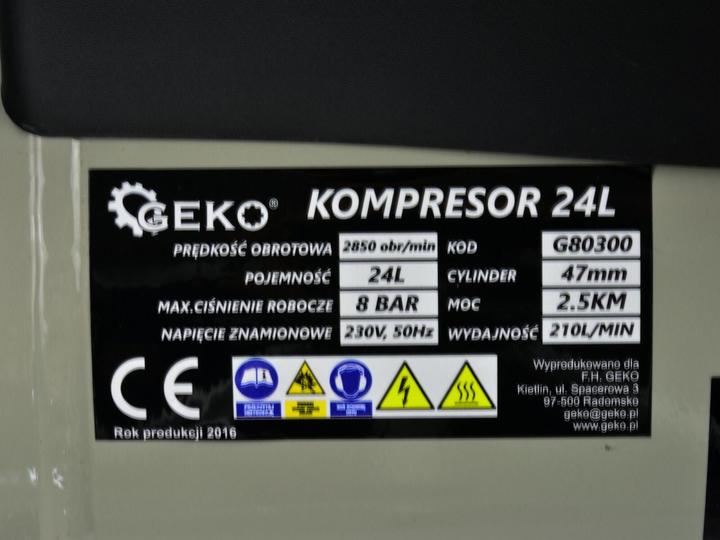 GEKO® KOMPRESOR 24L
PRĘDKOŚĆ OBROTOWA 2850 obr/min KOD G80300
POJEMNOŚĆ 24L CYLINDER 47mm
MAX.CIŚNIENIE ROBOCZE 8 BAR MOC 2.5KM
NAPIĘCIE ZNAMIONOWE 230V, 50Hz WYDAJNOŚĆ 210L/MIN
CE
Wyprodukowano dla
F.H. GEKO
Kietlin, ul. Spacerowa 3
97-500 Radomsko
geko@geko.pl
www.geko.pl
Rok produkcji 2016